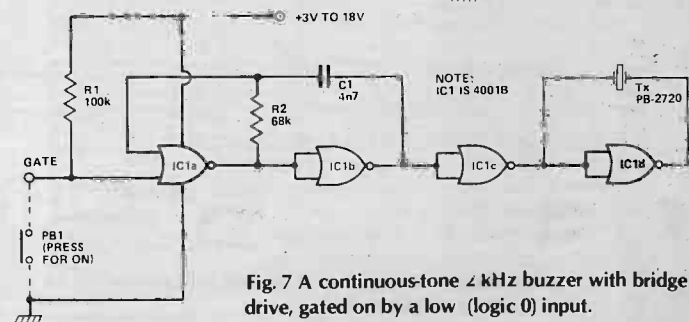 +3V TO 18V
R1
100k
C1
4n7
NOTE:
IC1 IS 4001B
Tx
PB-2720
R2
68k
GATE
IC1a
IC1b
IC1c
IC1d
PB1
(PRESS
FOR ON)
Fig. 7 A continuous-tone 2 kHz buzzer with bridge
drive, gated on by a low (logic 0) input.